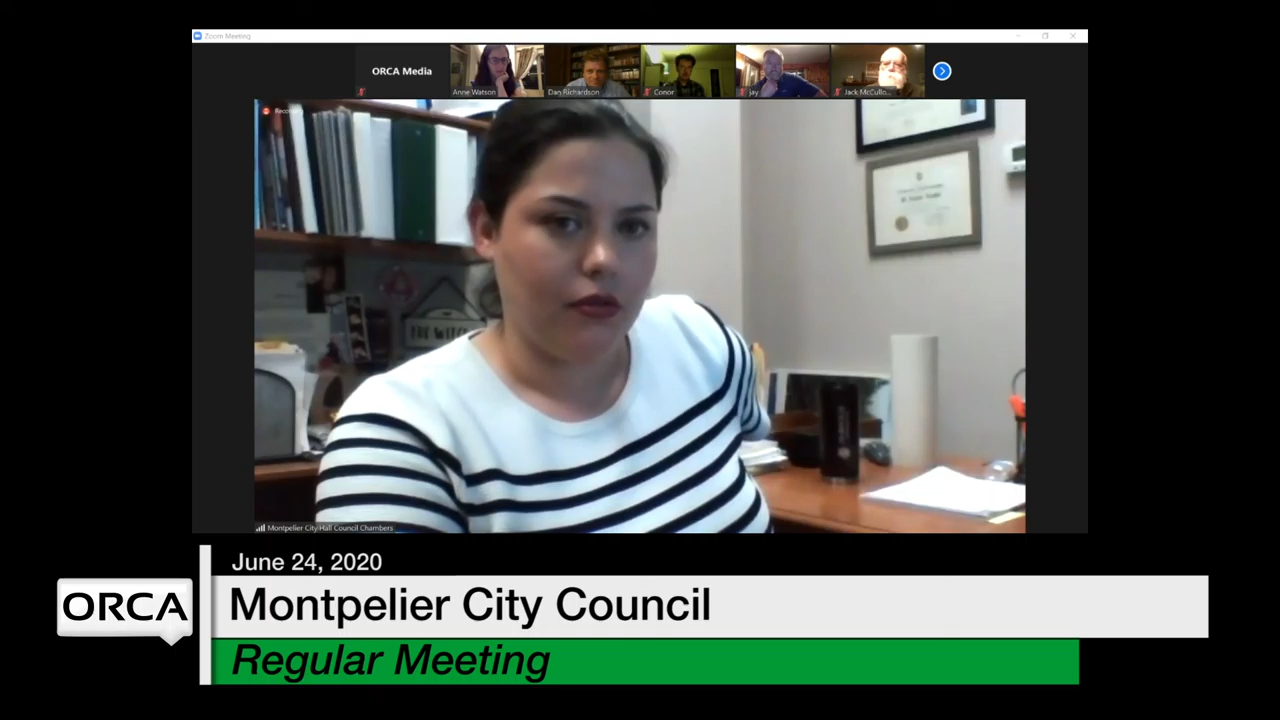 Zoom Meeting
ORCA Media
Anne Watson
Dan Richardson
Conor
jay
Jack McCullo...
Montpelier City Hall Council Chambers
June 24, 2020
ORCA
Montpelier City Council
Regular Meeting